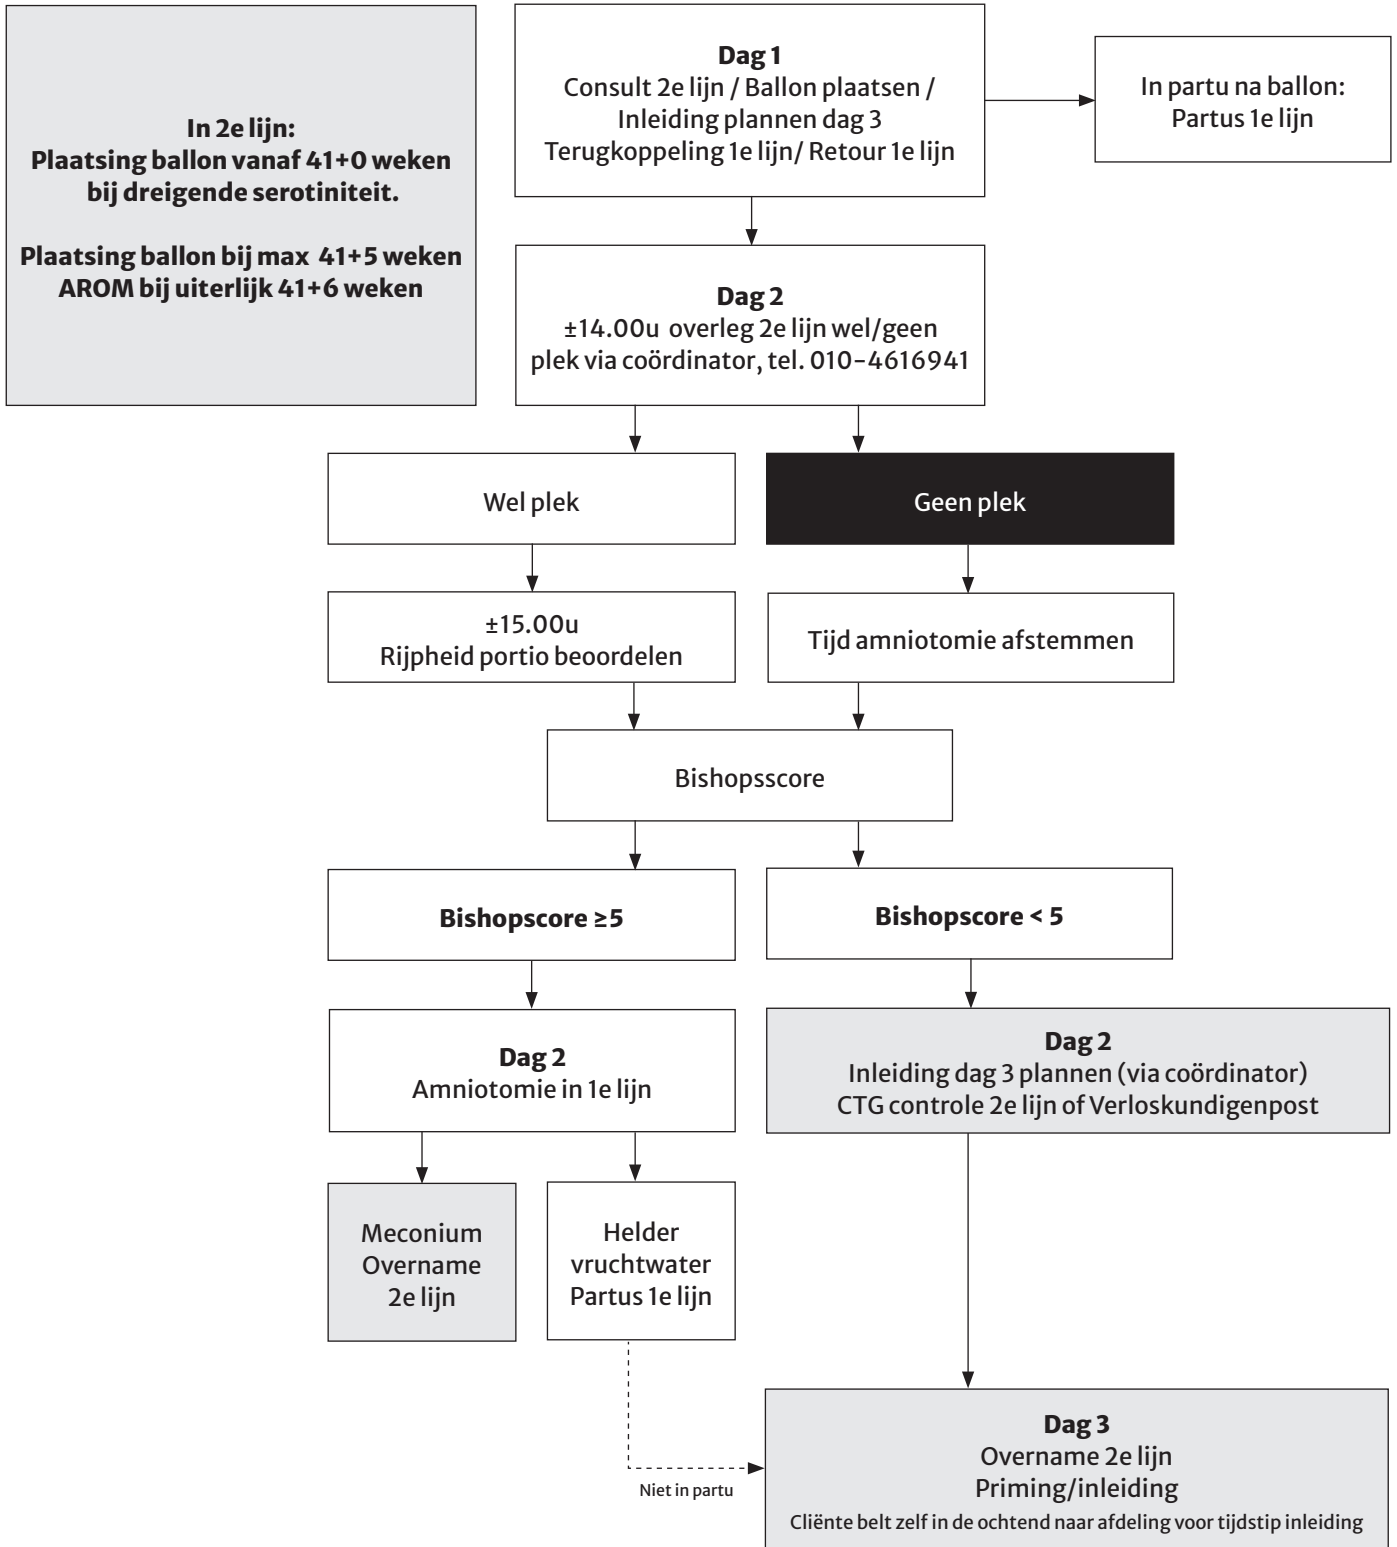 In 2e lijn:
Plaatsing ballon vanaf 41+0 weken
bij dreigende serotiniteit.
Plaatsing ballon bij max 41+5 weken
AROM bij uiterlijk 41+6 weken
Dag 1
Consult 2e lijn / Ballon plaatsen /
Inleiding plannen dag 3
Terugkoppeling 1e lijn/ Retour 1e lijn
In partu na ballon:
Partus 1e lijn
Dag 2
±14.00u overleg 2e lijn wel/geen
plek via coördinator, tel. 010-4616941
Wel plek
Geen plek
±15.00u
Rijpheid portio beoordelen
Tijd amniotomie afstemmen
Bishopsscore
Bishopscore ≥5
Bishopscore < 5
Dag 2
Amniotomie in 1e lijn
Dag 2
Inleiding dag 3 plannen (via coördinator)
CTG controle 2e lijn of Verloskundigenpost
Meconium
Overname
2e lijn
Helder
vruchtwater
Partus 1e lijn
Niet in partu
Dag 3
Overname 2e lijn
Priming/inleiding
Cliënte belt zelf in de ochtend naar afdeling voor tijdstip inleiding